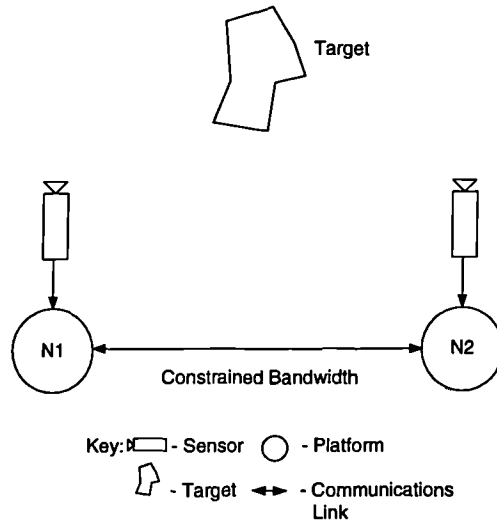 Target
N1
N2
Constrained Bandwidth
Key: - Sensor - Platform
- Target - Communications
Link